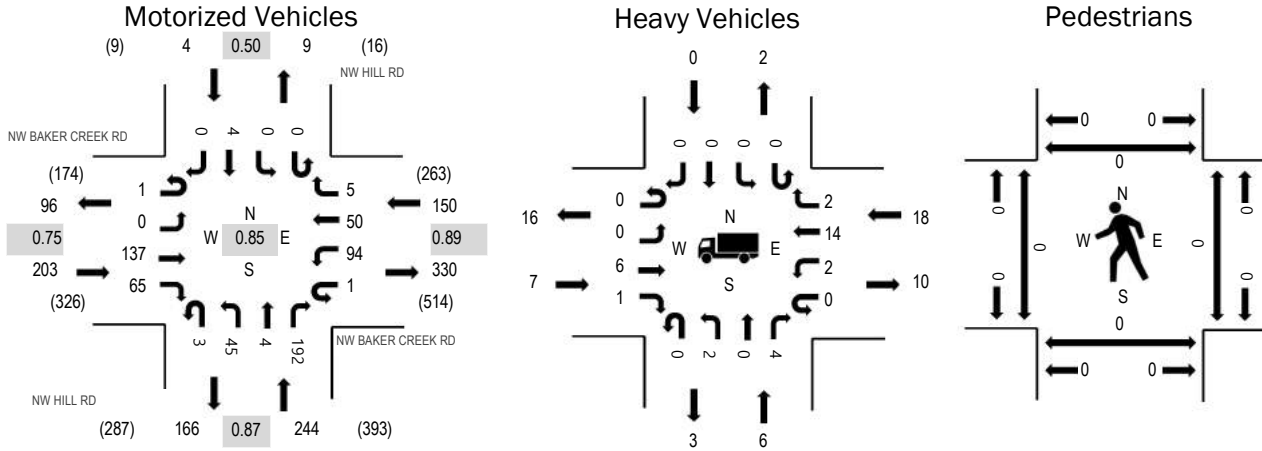 Motorized Vehicles
Heavy Vehicles
Pedestrians
(9) 4 0.50 9 (16)
NW HILL RD
NW BAKER CREEK RD
0 4 0 0
(174) 1 5 (263)
96 0 50 150
0.75 N W 0.85 E S 0.89
203 137 94 330
(326) 65 1 (514)
3 45 4 192
NW BAKER CREEK RD
NW HILL RD
(287) 166 0.87 244 (393)
0 2
0 0 0 0
0 2
16 0 14 18
N
W E
S
7 6 2 10
1 0
0 2 0 4
3 6
0 0
0
0 0 0 0
N
W E
S
0 0
0
0 0